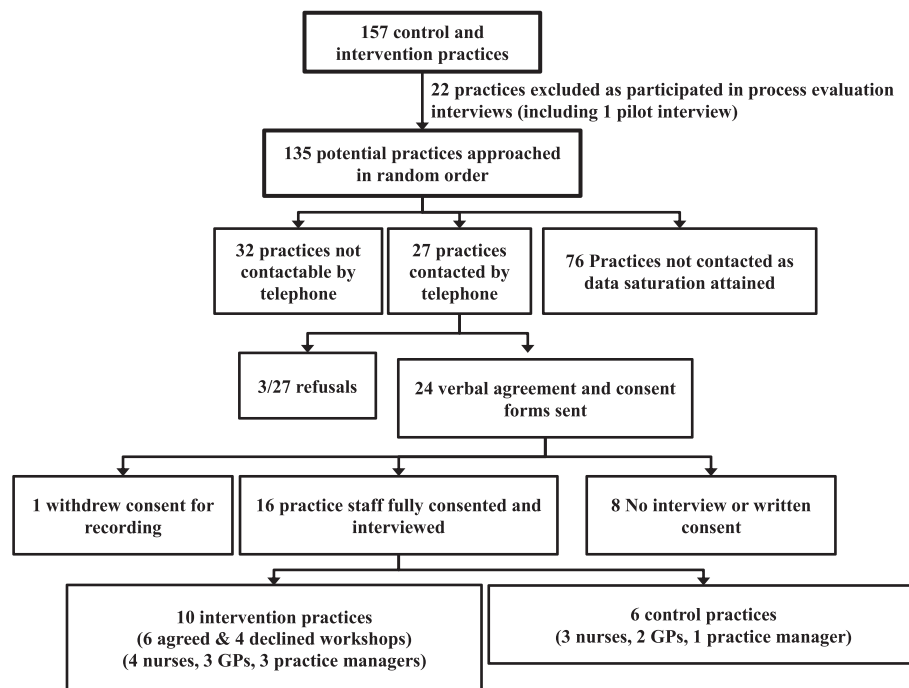 157 control and
intervention practices
22 practices excluded as participated in process evaluation
interviews (including 1 pilot interview)
135 potential practices approached
in random order
32 practices not
contactable by
telephone
27 practices
contacted by
telephone
76 Practices not contacted as
data saturation attained
3/27 refusals
24 verbal agreement and consent
forms sent
1 withdrew consent for
recording
16 practice staff fully consented and
interviewed
8 No interview or written
consent
10 intervention practices
(6 agreed & 4 declined workshops)
(4 nurses, 3 GPs, 3 practice managers)
6 control practices
(3 nurses, 2 GPs, 1 practice manager)